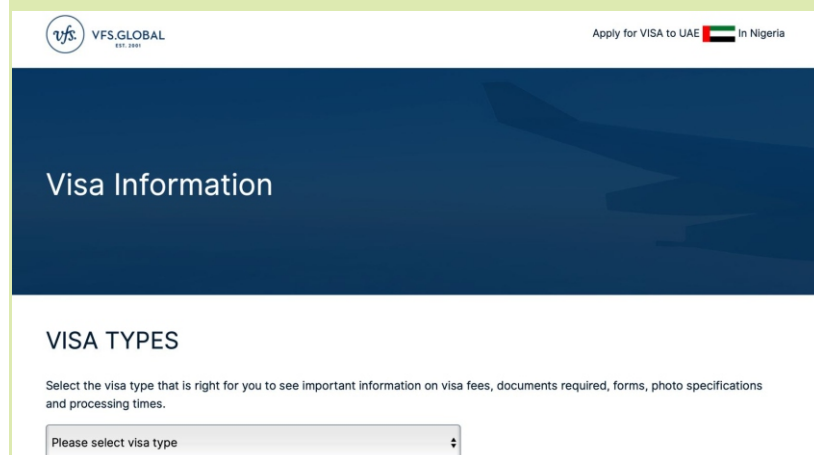 vfs. VFS.GLOBAL
EST. 2001
Apply for VISA to UAE In Nigeria
Visa Information
VISA TYPES
Select the visa type that is right for you to see important information on visa fees, documents required, forms, photo specifications
and processing times.
Please select visa type